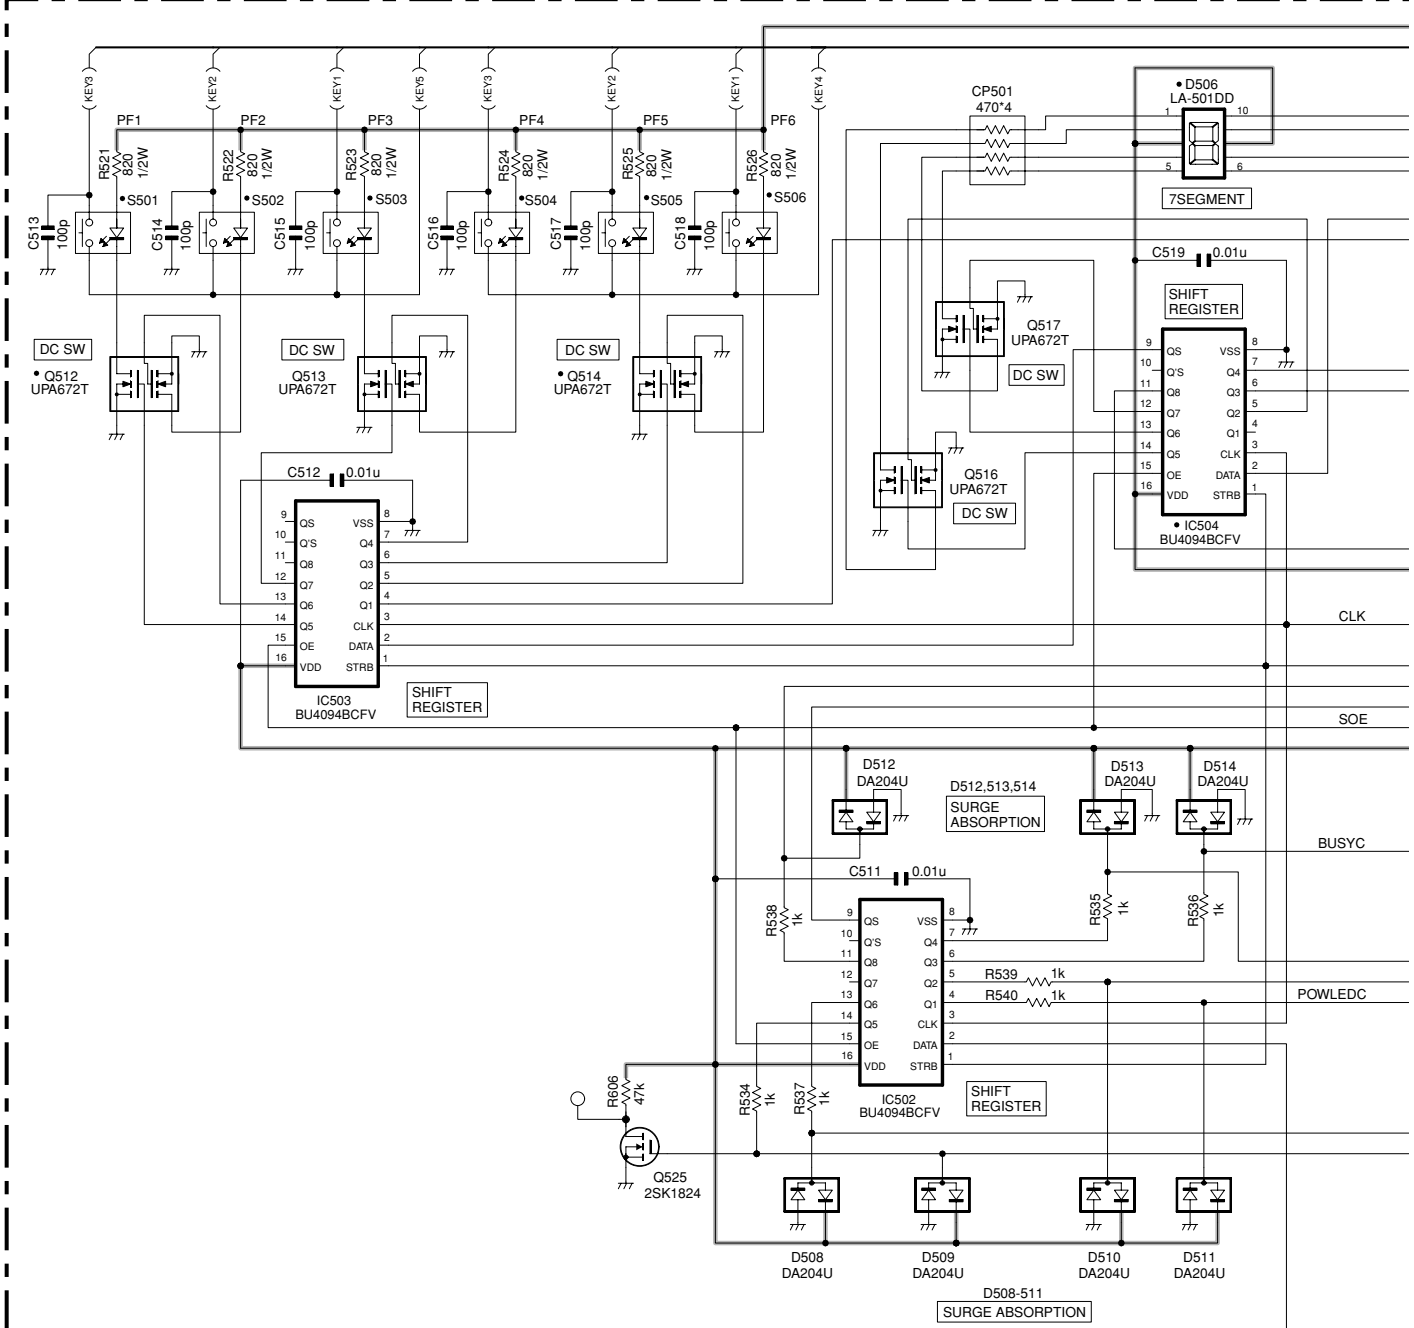 KEY3
KEY2
KEY1
KEY5
KEY3
KEY2
KEY1
KEY4
PF1
PF2
PF3
PF4
PF5
PF6
R521
820
1/2W
R522
820
1/2W
R523
820
1/2W
R524
820
1/2W
R525
820
1/2W
R526
820
1/2W
S501
S502
S503
S504
S505
S506
C513
100p
C514
100p
C515
100p
C516
100p
C517
100p
C518
100p
CP501
470*4
D506
LA-501DD
1
10
5
6
7SEGMENT
C519
0.01u
SHIFT
REGISTER
DC SW
Q512
UPA672T
DC SW
Q513
UPA672T
DC SW
Q514
UPA672T
Q517
UPA672T
DC SW
Q516
UPA672T
DC SW
9 QS VSS 8
10 Q'S Q4 7
11 Q8 Q3 6
12 Q7 Q2 5
13 Q6 Q1 4
14 Q5 CLK 3
15 OE DATA 2
16 VDD STRB 1
IC504
BU4094BCFV
C512
0.01u
9 QS VSS 8
10 Q'S Q4 7
11 Q8 Q3 6
12 Q7 Q2 5
13 Q6 Q1 4
14 Q5 CLK 3
15 OE DATA 2
16 VDD STRB 1
IC503
BU4094BCFV
SHIFT
REGISTER
CLK
SOE
D512
DA204U
D512,513,514
SURGE
ABSORPTION
D513
DA204U
D514
DA204U
BUSYC
C511
0.01u
R538
1k
R535
1k
R536
1k
9 QS VSS 8
10 Q'S Q4 7
11 Q8 Q3 6
12 Q7 Q2 5
13 Q6 Q1 4
14 Q5 CLK 3
15 OE DATA 2
16 VDD STRB 1
R539 1k
R540 1k
POWLEDC
IC502
BU4094BCFV
SHIFT
REGISTER
R606
47k
R534
1k
R537
1k
Q525
2SK1824
D508
DA204U
D509
DA204U
D510
DA204U
D511
DA204U
D508-511
SURGE ABSORPTION